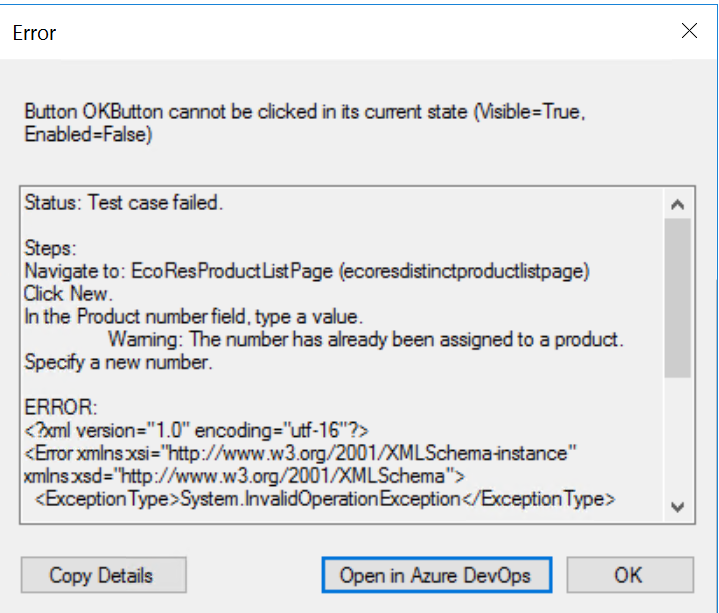 Error
Button OKButton cannot be clicked in its current state (Visible=True,
Enabled=False)
Status: Test case failed.
Steps:
Navigate to: EcoResProductListPage (ecoresdistinctproductlistpage)
Click New.
In the Product number field, type a value.
Warning: The number has already been assigned to a product.
Specify a new number.
ERROR:
<?xml version="1.0" encoding="utf-16"?>
<Error xmlns:xsi="http://www.w3.org/2001/XMLSchema-instance"
xmlns:xsd="http://www.w3.org/2001/XMLSchema">
<ExceptionType>System.InvalidOperationException</ExceptionType>
Copy Details
Open in Azure DevOps
OK